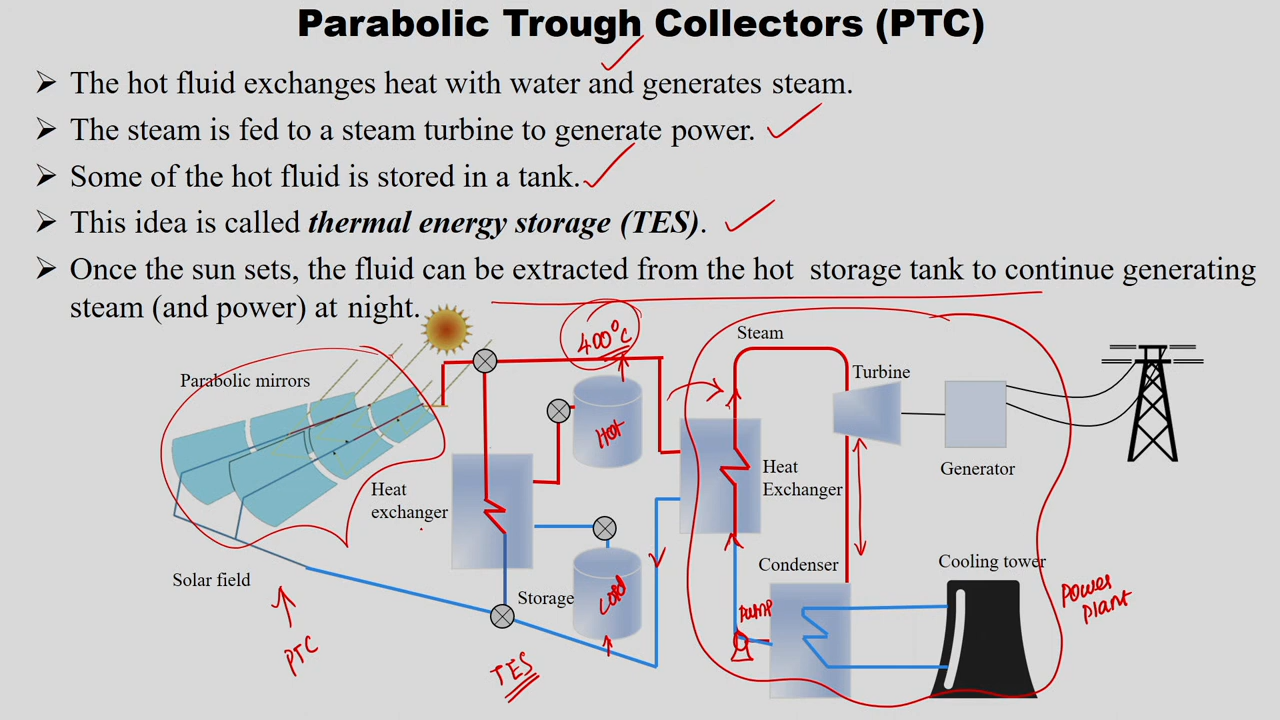 Parabolic Trough Collectors (PTC)
➢ The hot fluid exchanges heat with water and generates steam.
➢ The steam is fed to a steam turbine to generate power.
➢ Some of the hot fluid is stored in a tank.
➢ This idea is called thermal energy storage (TES).
➢ Once the sun sets, the fluid can be extracted from the hot storage tank to continue generating
steam (and power) at night.
400°C
Steam
Parabolic mirrors
Turbine
Hot
Heat
exchanger
Heat
Exchanger
Generator
Solar field
Storage
Cold
Condenser
Cooling tower
Pump
Power
Plant
PTC
TES